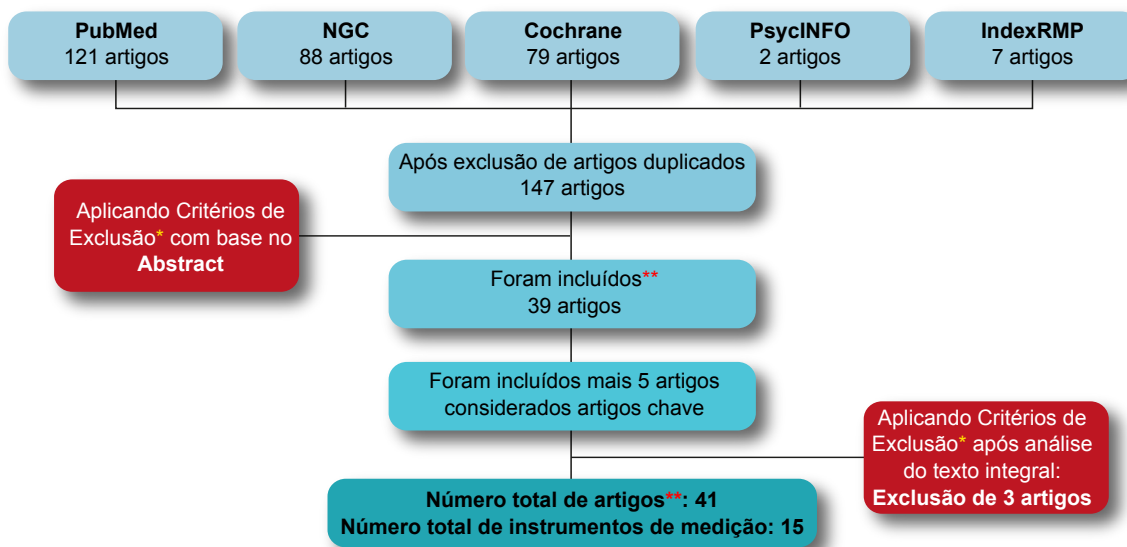 PubMed
121 artigos
NGC
88 artigos
Cochrane
79 artigos
PsycINFO
2 artigos
IndexRMP
7 artigos
Após exclusão de artigos duplicados
147 artigos
Aplicando Critérios de
Exclusão* com base no
Abstract
Foram incluídos**
39 artigos
Foram incluídos mais 5 artigos
considerados artigos chave
Aplicando Critérios de
Exclusão* após análise
do texto integral:
Exclusão de 3 artigos
Número total de artigos**: 41
Número total de instrumentos de medição: 15